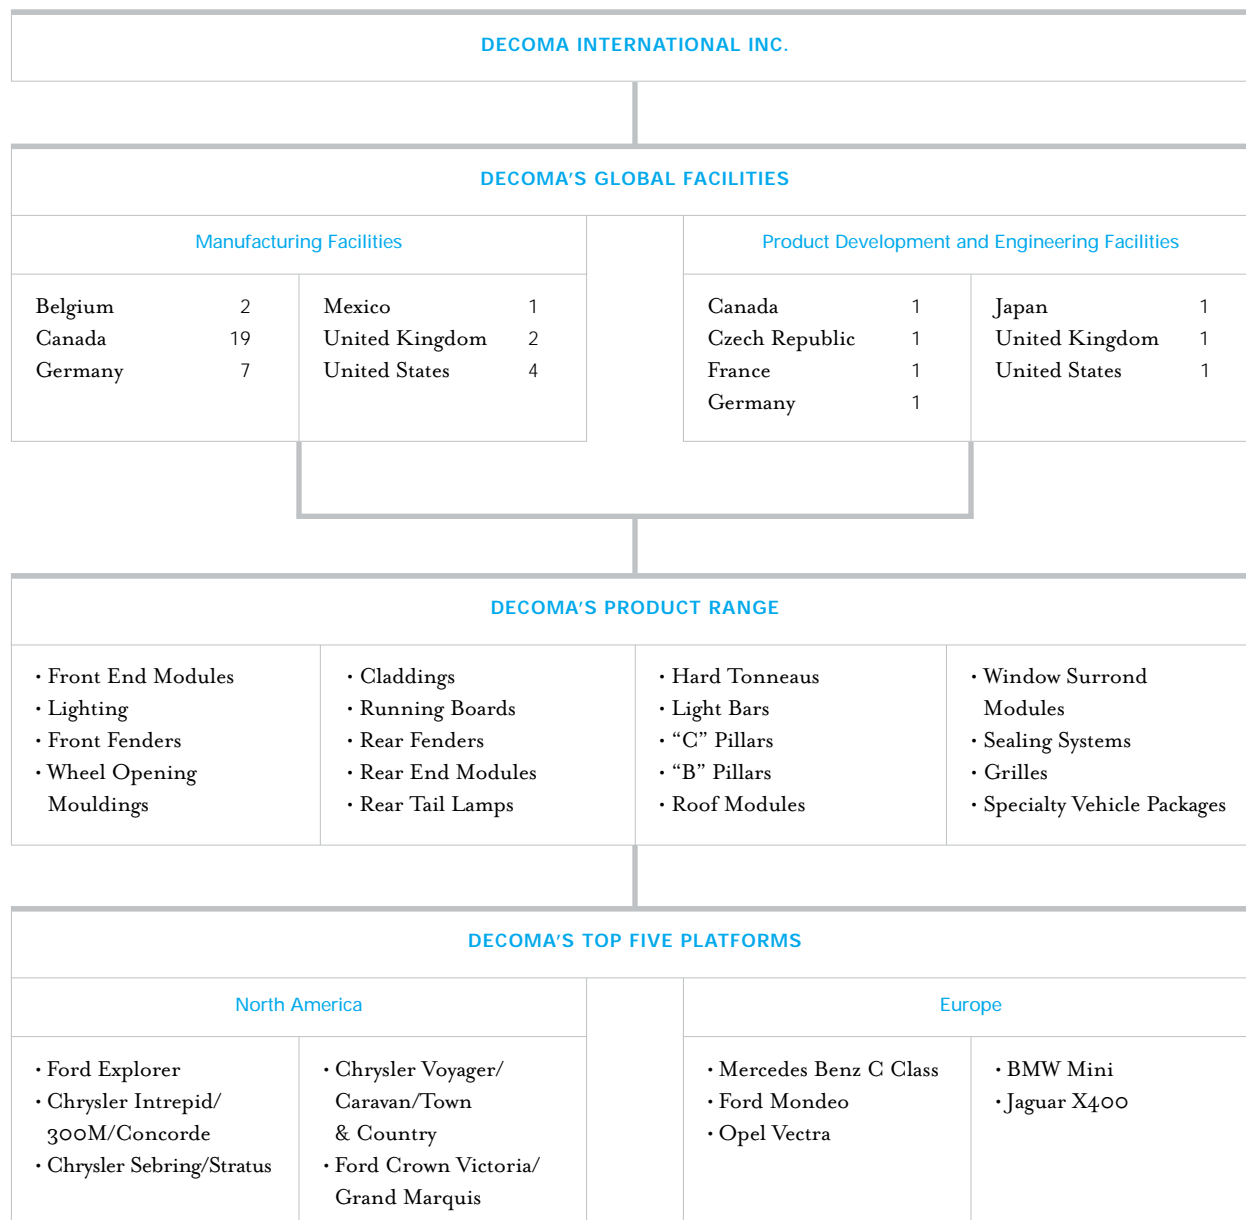 DECOMA INTERNATIONAL INC.
DECOMA'S GLOBAL FACILITIES
Manufacturing Facilities
Belgium 2
Canada 19
Germany 7
Mexico 1
United Kingdom 2
United States 4
Product Development and Engineering Facilities
Canada 1
Czech Republic 1
France 1
Germany 1
Japan 1
United Kingdom 1
United States 1
DECOMA'S PRODUCT RANGE
· Front End Modules
· Lighting
· Front Fenders
· Wheel Opening
Mouldings
· Claddings
· Running Boards
· Rear Fenders
· Rear End Modules
· Rear Tail Lamps
· Hard Tonneaus
· Light Bars
· “C” Pillars
· “B” Pillars
· Roof Modules
· Window Surrond
Modules
· Sealing Systems
· Grilles
· Specialty Vehicle Packages
DECOMA'S TOP FIVE PLATFORMS
North America
· Ford Explorer
· Chrysler Intrepid/
300M/Concorde
· Chrysler Sebring/Stratus
· Chrysler Voyager/
Caravan/Town
& Country
· Ford Crown Victoria/
Grand Marquis
Europe
· Mercedes Benz C Class
· Ford Mondeo
· Opel Vectra
· BMW Mini
· Jaguar X400